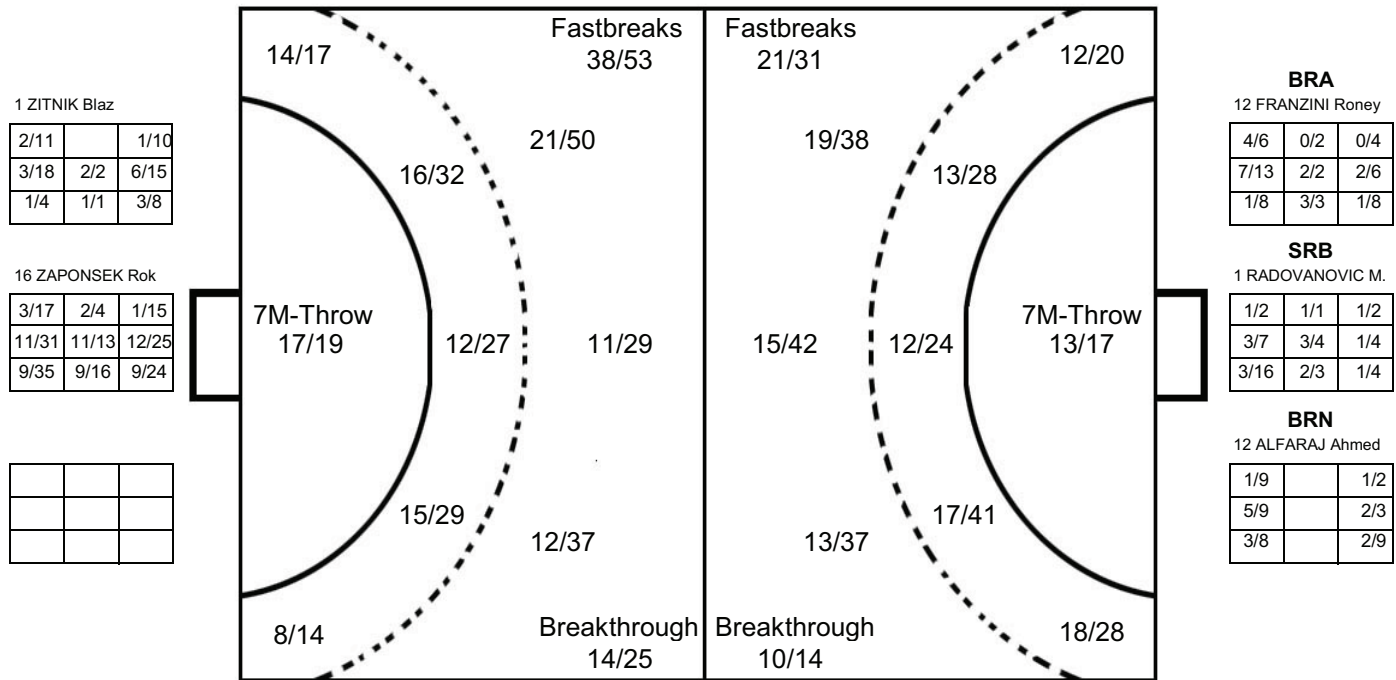 1 ZITNIK Blaz
2/11 1/10
3/18 2/2 6/15
1/4 1/1 3/8
16 ZAPONSEK Rok
3/17 2/4 1/15
11/31 11/13 12/25
9/35 9/16 9/24
Fastbreaks
38/53
14/17
21/50
16/32
7M-Throw
17/19
12/27
11/29
15/29
12/37
8/14
Breakthrough
14/25
Fastbreaks
21/31
12/20
19/38
13/28
15/42
12/24
7M-Throw
13/17
17/41
13/37
18/28
Breakthrough
10/14
BRA
12 FRANZINI Roney
4/6 0/2 0/4
7/13 2/2 2/6
1/8 3/3 1/8
SRB
1 RADOVANOVIC M.
1/2 1/1 1/2
3/7 3/4 1/4
3/16 2/3 1/4
BRN
12 ALFARAJ Ahmed
1/9 1/2
5/9 2/3
3/8 2/9